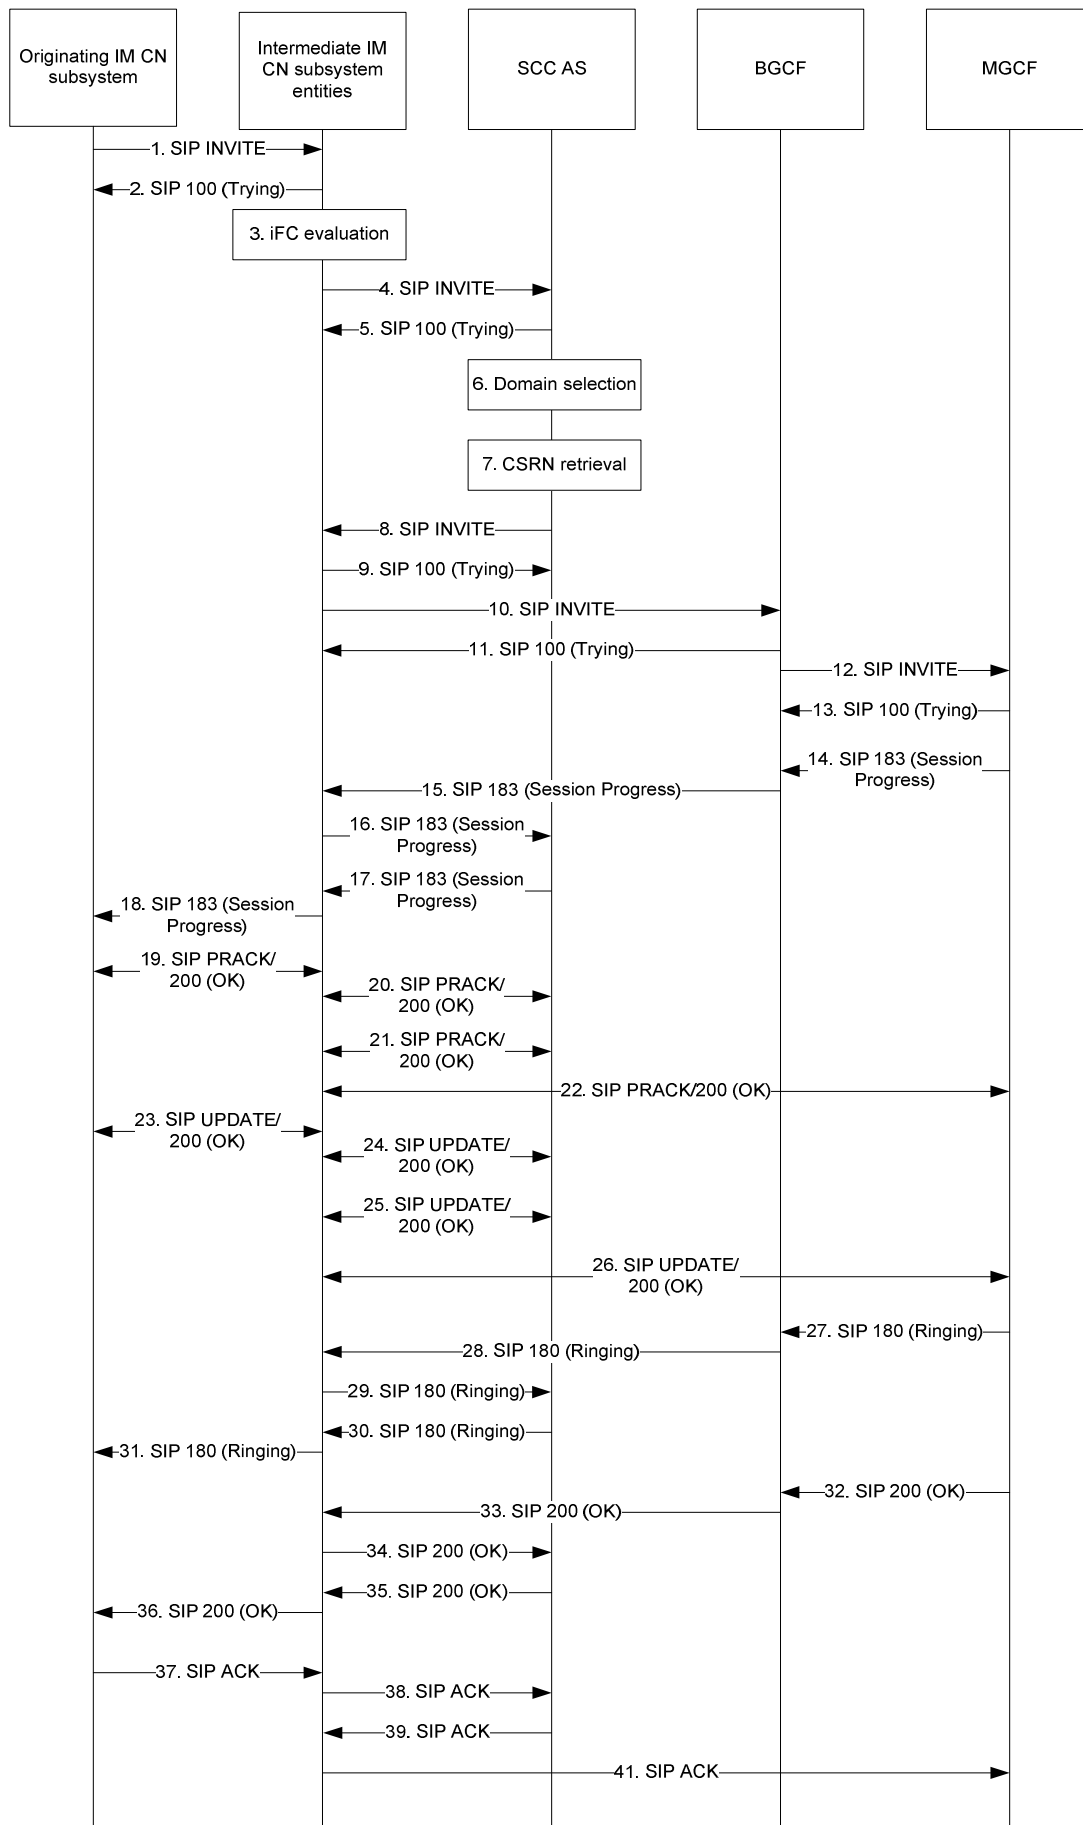 Originating IM CN
subsystem
Intermediate IM
CN subsystem
entities
SCC AS
BGCF
MGCF
1. SIP INVITE
2. SIP 100 (Trying)
3. iFC evaluation
4. SIP INVITE
5. SIP 100 (Trying)
6. Domain selection
7. CSRN retrieval
8. SIP INVITE
9. SIP 100 (Trying)
10. SIP INVITE
11. SIP 100 (Trying)
12. SIP INVITE
13. SIP 100 (Trying)
14. SIP 183 (Session
Progress)
15. SIP 183 (Session Progress)
16. SIP 183 (Session
Progress)
17. SIP 183 (Session
Progress)
18. SIP 183 (Session
Progress)
19. SIP PRACK/
200 (OK)
20. SIP PRACK/
200 (OK)
21. SIP PRACK/
200 (OK)
22. SIP PRACK/200 (OK)
23. SIP UPDATE/
200 (OK)
24. SIP UPDATE/
200 (OK)
25. SIP UPDATE/
200 (OK)
26. SIP UPDATE/
200 (OK)
27. SIP 180 (Ringing)
28. SIP 180 (Ringing)
29. SIP 180 (Ringing)
30. SIP 180 (Ringing)
31. SIP 180 (Ringing)
32. SIP 200 (OK)
33. SIP 200 (OK)
34. SIP 200 (OK)
35. SIP 200 (OK)
36. SIP 200 (OK)
37. SIP ACK
38. SIP ACK
39. SIP ACK
41. SIP ACK